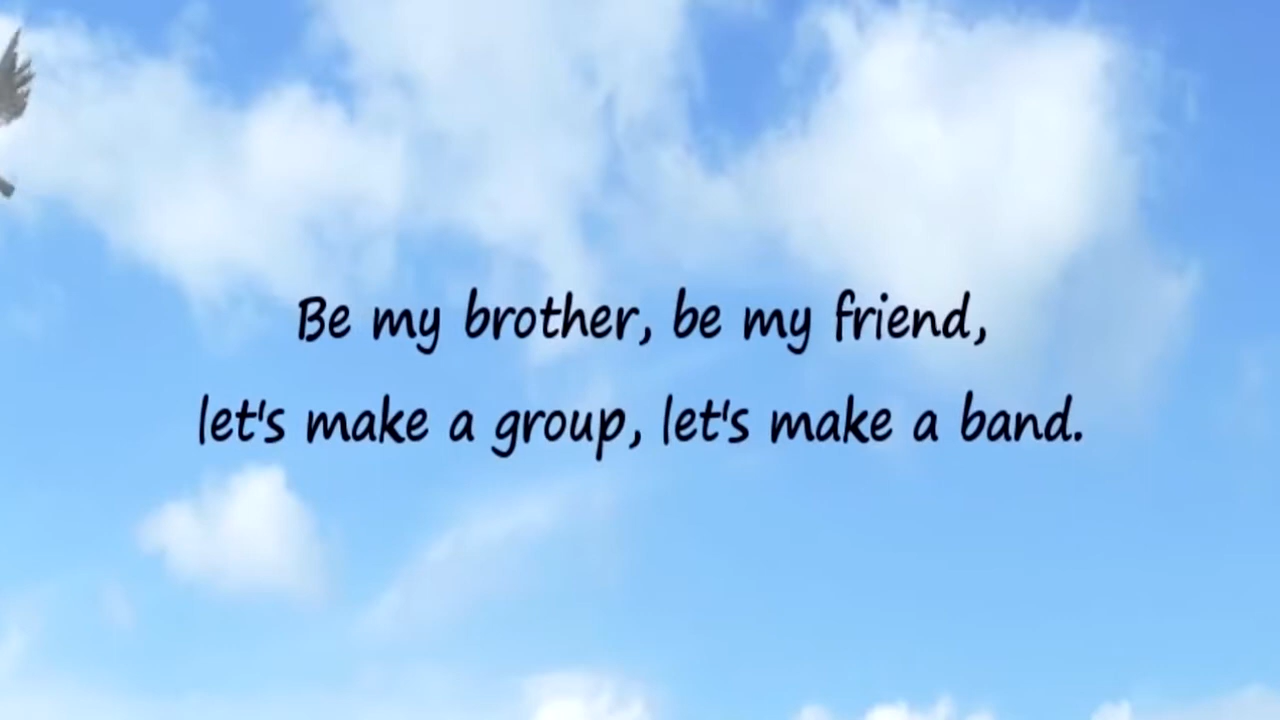 Be my brother, be my friend,
let's make a group, let's make a band.